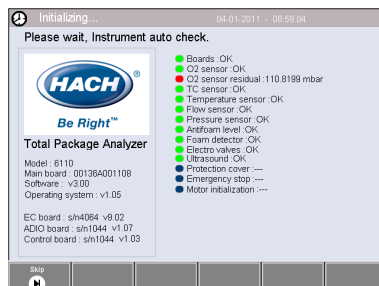 Initializing...
04-01-2011 - 08:59:04
Please wait, Instrument auto check.
HACH®
Be Right™
Total Package Analyzer
Model : 6110
Main board : 00136A001108
Software : v3.00
Operating system : v1.05
EC board : s/n4064 v9.02
ADIO board : s/n1044 v1.07
Control board : s/n1044 v1.03
Boards :OK
O2 sensor :OK
O2 sensor residual :110.8199 mbar
TC sensor :OK
Temperature sensor :OK
Flow sensor :OK
Pressure sensor :OK
Antifoam level :OK
Foam detector :OK
Electro valves :OK
Ultrasound :OK
Protection cover :---
Emergency stop :---
Motor initialization :---
Skip